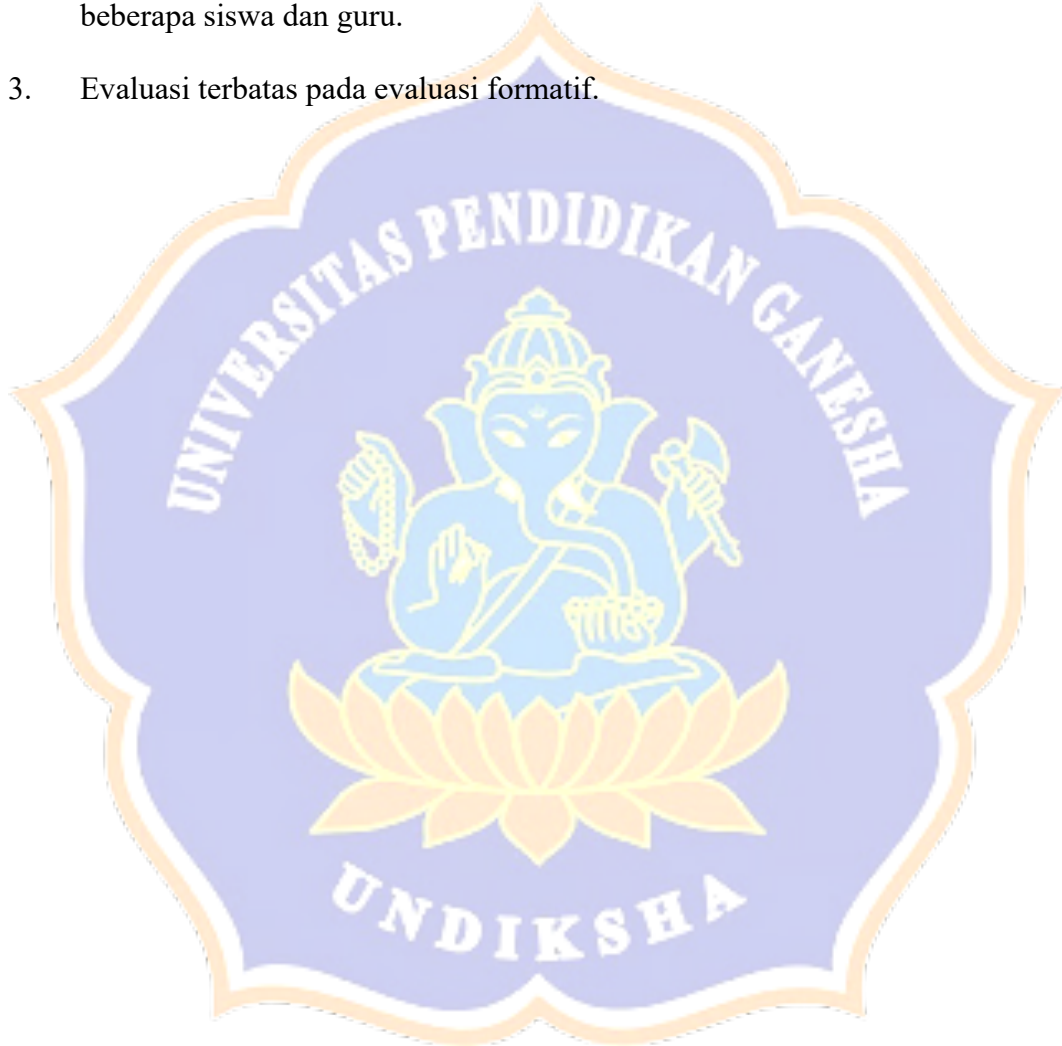 beberapa siswa dan guru.
3. Evaluasi terbatas pada evaluasi formatif.
UNIVERSITAS PENDIDIKAN GANESHA
UNDIKSHA